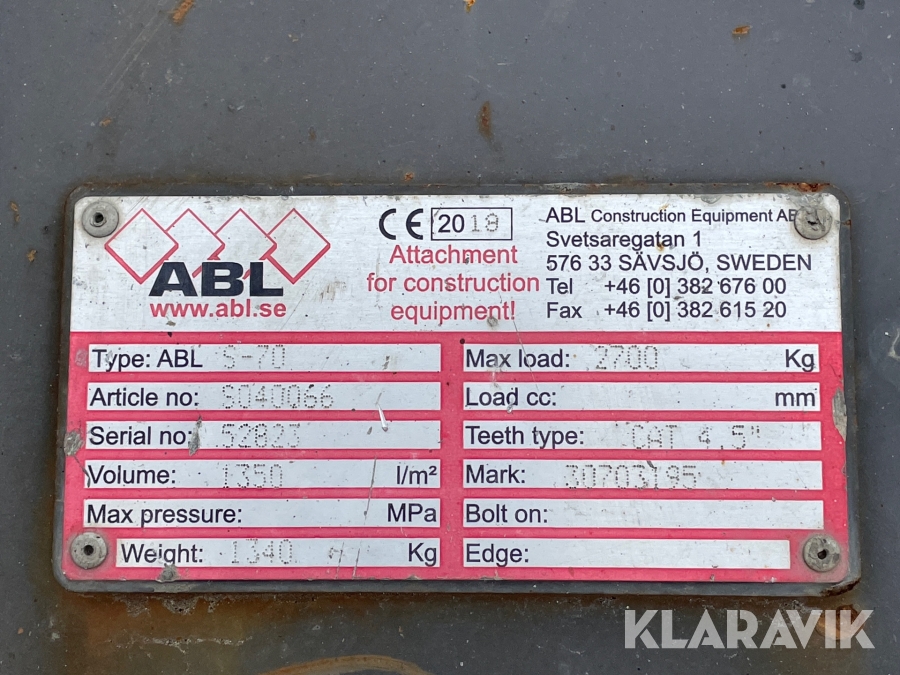 ABL
www.abl.se
CE 2018
Attachment
for construction
equipment!
ABL Construction Equipment AB
Svetsaregatan 1
576 33 SÄVSJÖ, SWEDEN
Tel +46 [0] 382 676 00
Fax +46 [0] 382 615 20
Type: ABL S-70
Article no: S040066
Serial no: 52823
Volume: 1350 l/m²
Max pressure: MPa
Weight: 1340 Kg
Max load: 2700 Kg
Load cc: mm
Teeth type: CAT 4,5"
Mark: 30703195
Bolt on:
Edge:
KLARAVIK